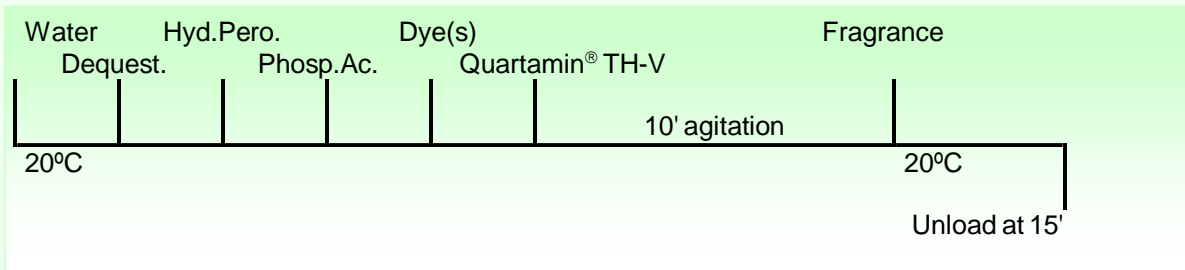 Water Hyd.Pero. Dye(s) Fragrance
Dequest. Phosp.Ac. Quartamin® TH-V
10' agitation
20ºC 20ºC
Unload at 15'